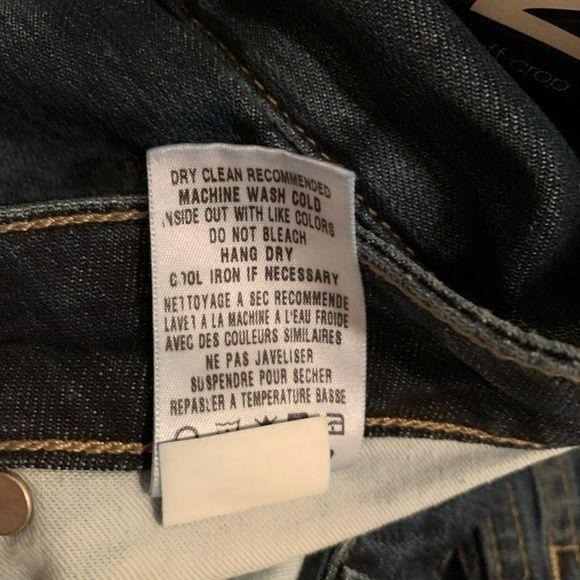 ff crop
DRY CLEAN RECOMMENDED
MACHINE WASH COLD
INSIDE OUT WITH LIKE COLORS
DO NOT BLEACH
HANG DRY
COOL IRON IF NECESSARY
NETTOYAGE A SEC RECOMMENDE
LAVER A LA MACHINE A L'EAU FROIDE
AVEC DES COULEURS SIMILAIRES
NE PAS JAVELISER
SUSPENDRE POUR SECHER
REPASSER A TEMPERATURE BASSE